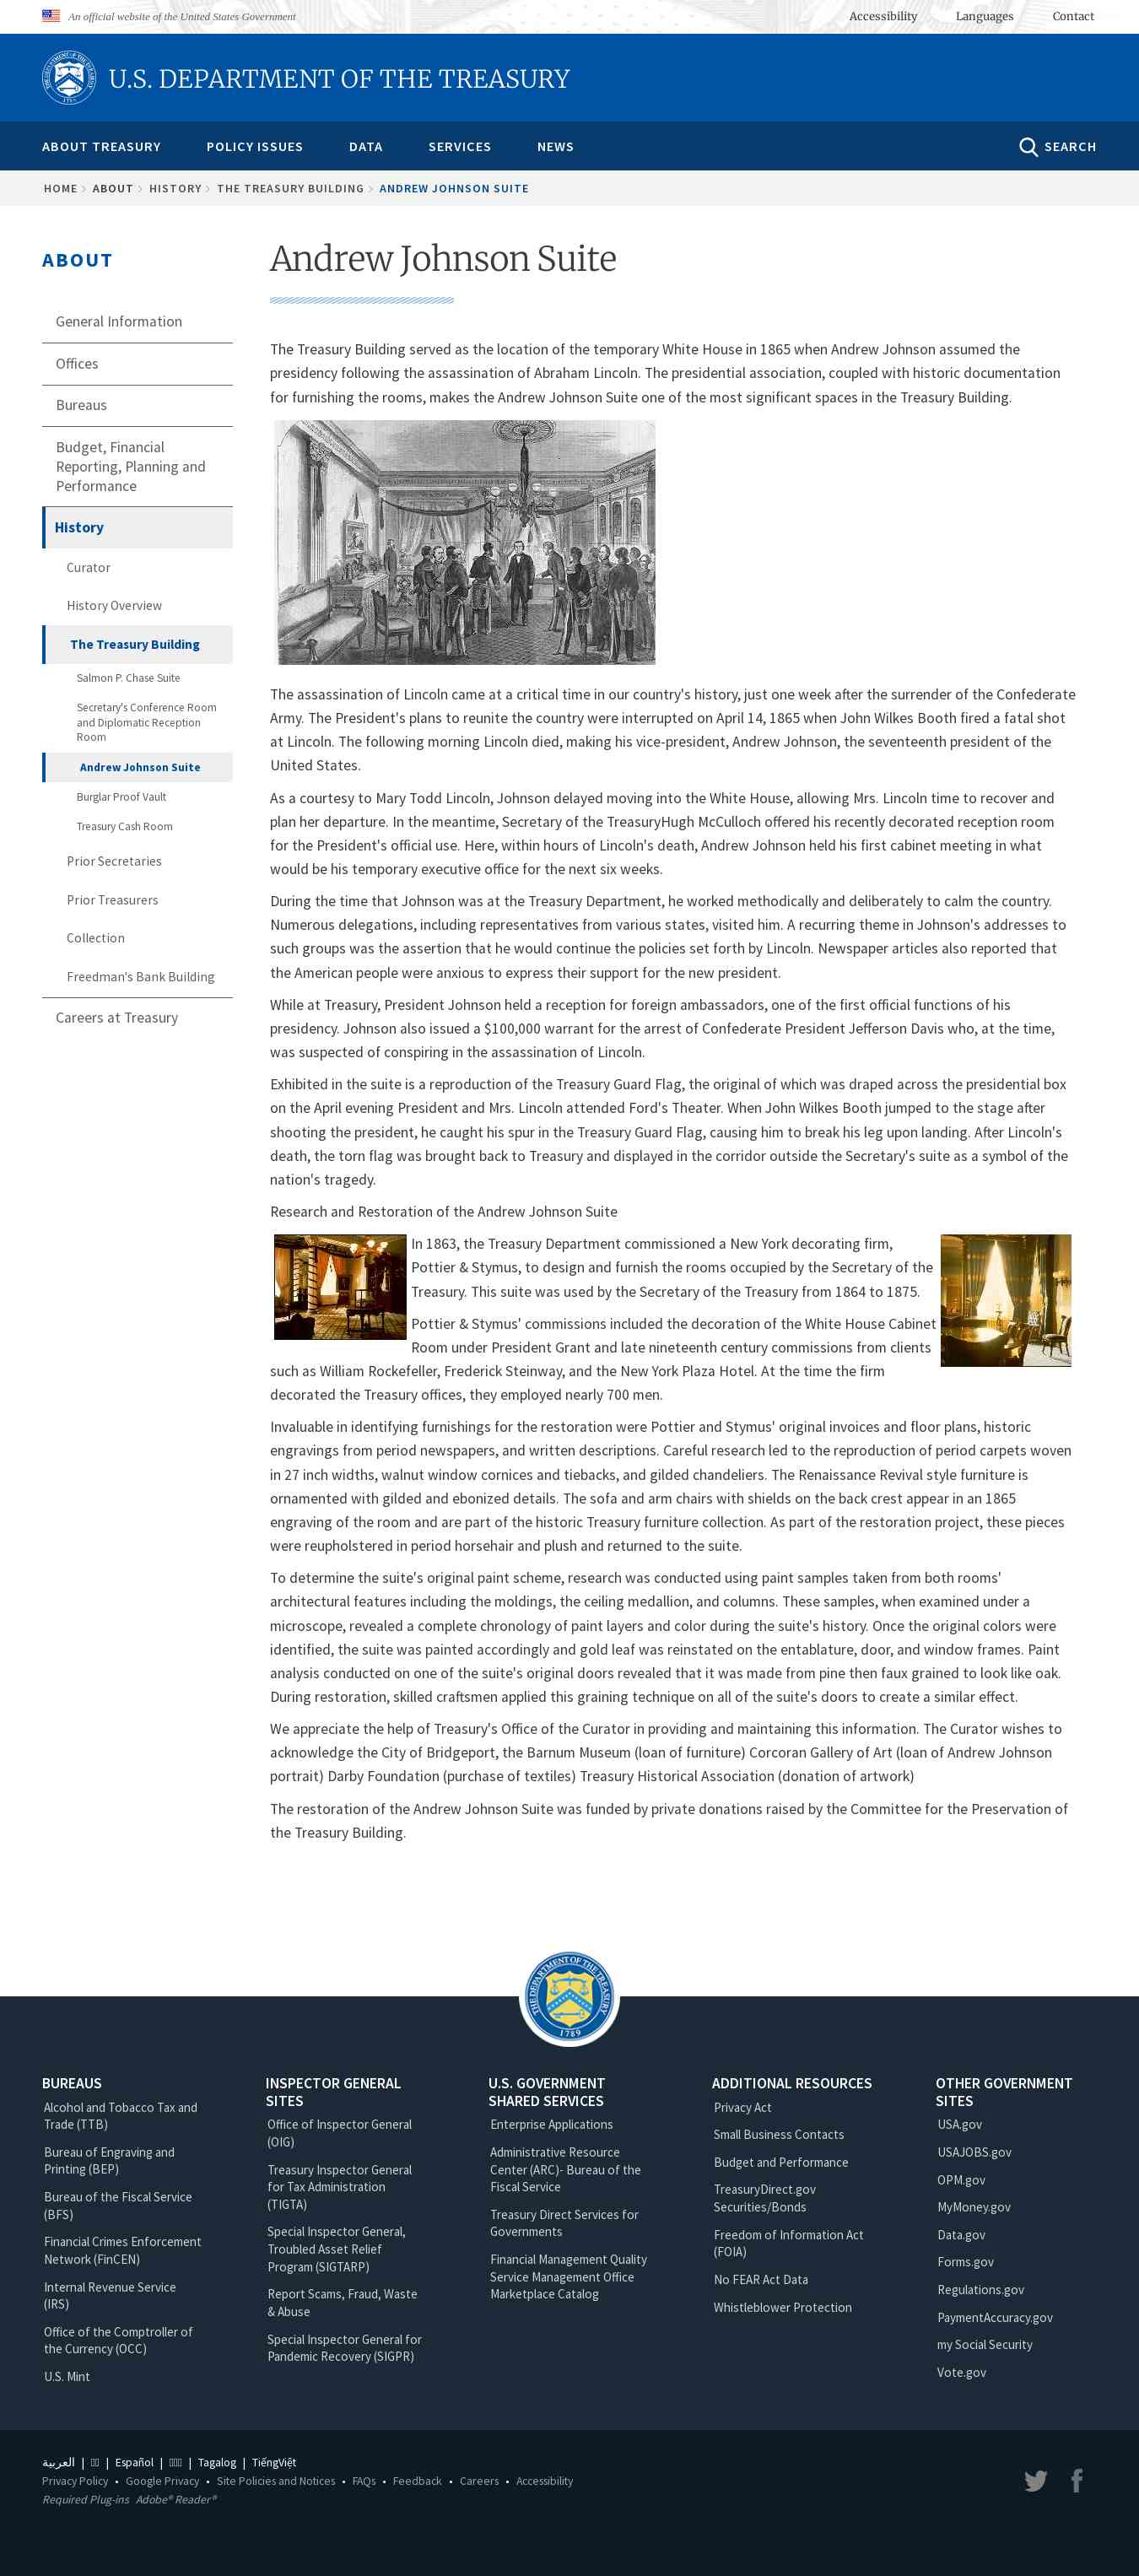 An official website of the United States Government
Accessibility Languages Contact
U.S. DEPARTMENT OF THE TREASURY
ABOUT TREASURY POLICY ISSUES DATA SERVICES NEWS SEARCH
HOME ABOUT HISTORY THE TREASURY BUILDING ANDREW JOHNSON SUITE
ABOUT
General Information
Offices
Bureaus
Budget, Financial
Reporting, Planning and
Performance
History
Curator
History Overview
The Treasury Building
Salmon P. Chase Suite
Secretary's Conference Room
and Diplomatic Reception
Room
Andrew Johnson Suite
Burglar Proof Vault
Treasury Cash Room
Prior Secretaries
Prior Treasurers
Collection
Freedman's Bank Building
Careers at Treasury
Andrew Johnson Suite
The Treasury Building served as the location of the temporary White House in 1865 when Andrew Johnson assumed the
presidency following the assassination of Abraham Lincoln. The presidential association, coupled with historic documentation
for furnishing the rooms, makes the Andrew Johnson Suite one of the most significant spaces in the Treasury Building.
The assassination of Lincoln came at a critical time in our country's history, just one week after the surrender of the Confederate
Army. The President's plans to reunite the country were interrupted on April 14, 1865 when John Wilkes Booth fired a fatal shot
at Lincoln. The following morning Lincoln died, making his vice-president, Andrew Johnson, the seventeenth president of the
United States.
As a courtesy to Mary Todd Lincoln, Johnson delayed moving into the White House, allowing Mrs. Lincoln time to recover and
plan her departure. In the meantime, Secretary of the TreasuryHugh McCulloch offered his recently decorated reception room
for the President's official use. Here, within hours of Lincoln's death, Andrew Johnson held his first cabinet meeting in what
would be his temporary executive office for the next six weeks.
During the time that Johnson was at the Treasury Department, he worked methodically and deliberately to calm the country.
Numerous delegations, including representatives from various states, visited him. A recurring theme in Johnson's addresses to
such groups was the assertion that he would continue the policies set forth by Lincoln. Newspaper articles also reported that
the American people were anxious to express their support for the new president.
While at Treasury, President Johnson held a reception for foreign ambassadors, one of the first official functions of his
presidency. Johnson also issued a $100,000 warrant for the arrest of Confederate President Jefferson Davis who, at the time,
was suspected of conspiring in the assassination of Lincoln.
Exhibited in the suite is a reproduction of the Treasury Guard Flag, the original of which was draped across the presidential box
on the April evening President and Mrs. Lincoln attended Ford's Theater. When John Wilkes Booth jumped to the stage after
shooting the president, he caught his spur in the Treasury Guard Flag, causing him to break his leg upon landing. After Lincoln's
death, the torn flag was brought back to Treasury and displayed in the corridor outside the Secretary's suite as a symbol of the
nation's tragedy.
Research and Restoration of the Andrew Johnson Suite
In 1863, the Treasury Department commissioned a New York decorating firm,
Pottier & Stymus, to design and furnish the rooms occupied by the Secretary of the
Treasury. This suite was used by the Secretary of the Treasury from 1864 to 1875.
Pottier & Stymus' commissions included the decoration of the White House Cabinet
Room under President Grant and late nineteenth century commissions from clients
such as William Rockefeller, Frederick Steinway, and the New York Plaza Hotel. At the time the firm
decorated the Treasury offices, they employed nearly 700 men.
Invaluable in identifying furnishings for the restoration were Pottier and Stymus' original invoices and floor plans, historic
engravings from period newspapers, and written descriptions. Careful research led to the reproduction of period carpets woven
in 27 inch widths, walnut window cornices and tiebacks, and gilded chandeliers. The Renaissance Revival style furniture is
ornamented with gilded and ebonized details. The sofa and arm chairs with shields on the back crest appear in an 1865
engraving of the room and are part of the historic Treasury furniture collection. As part of the restoration project, these pieces
were reupholstered in period horsehair and plush and returned to the suite.
To determine the suite's original paint scheme, research was conducted using paint samples taken from both rooms'
architectural features including the moldings, the ceiling medallion, and columns. These samples, when examined under a
microscope, revealed a complete chronology of paint layers and color during the suite's history. Once the original colors were
identified, the suite was painted accordingly and gold leaf was reinstated on the entablature, door, and window frames. Paint
analysis conducted on one of the suite's original doors revealed that it was made from pine then faux grained to look like oak.
During restoration, skilled craftsmen applied this graining technique on all of the suite's doors to create a similar effect.
We appreciate the help of Treasury's Office of the Curator in providing and maintaining this information. The Curator wishes to
acknowledge the City of Bridgeport, the Barnum Museum (loan of furniture) Corcoran Gallery of Art (loan of Andrew Johnson
portrait) Darby Foundation (purchase of textiles) Treasury Historical Association (donation of artwork)
The restoration of the Andrew Johnson Suite was funded by private donations raised by the Committee for the Preservation of
the Treasury Building.
THE DEPARTMENT OF THE TREASURY
1789
BUREAUS
Alcohol and Tobacco Tax and
Trade (TTB)
Bureau of Engraving and
Printing (BEP)
Bureau of the Fiscal Service
(BFS)
Financial Crimes Enforcement
Network (FinCEN)
Internal Revenue Service
(IRS)
Office of the Comptroller of
the Currency (OCC)
U.S. Mint
INSPECTOR GENERAL
SITES
Office of Inspector General
(OIG)
Treasury Inspector General
for Tax Administration
(TIGTA)
Special Inspector General,
Troubled Asset Relief
Program (SIGTARP)
Report Scams, Fraud, Waste
& Abuse
Special Inspector General for
Pandemic Recovery (SIGPR)
U.S. GOVERNMENT
SHARED SERVICES
Enterprise Applications
Administrative Resource
Center (ARC)- Bureau of the
Fiscal Service
Treasury Direct Services for
Governments
Financial Management Quality
Service Management Office
Marketplace Catalog
ADDITIONAL RESOURCES
Privacy Act
Small Business Contacts
Budget and Performance
TreasuryDirect.gov
Securities/Bonds
Freedom of Information Act
(FOIA)
No FEAR Act Data
Whistleblower Protection
OTHER GOVERNMENT
SITES
USA.gov
USAJOBS.gov
OPM.gov
MyMoney.gov
Data.gov
Forms.gov
Regulations.gov
PaymentAccuracy.gov
my Social Security
Vote.gov
العربية | | Español | | Tagalog | TiếngViệt
Privacy Policy • Google Privacy • Site Policies and Notices • FAQs • Feedback • Careers • Accessibility
Required Plug-ins Adobe® Reader®